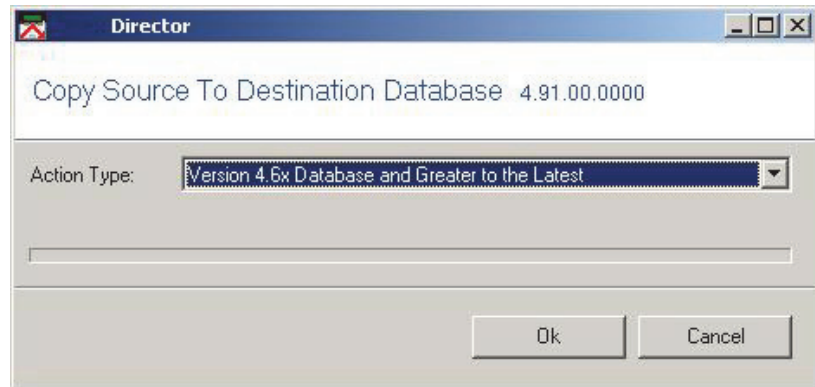 Director
Copy Source To Destination Database 4.91.00.0000
Action Type: Version 4.6x Database and Greater to the Latest
Ok Cancel